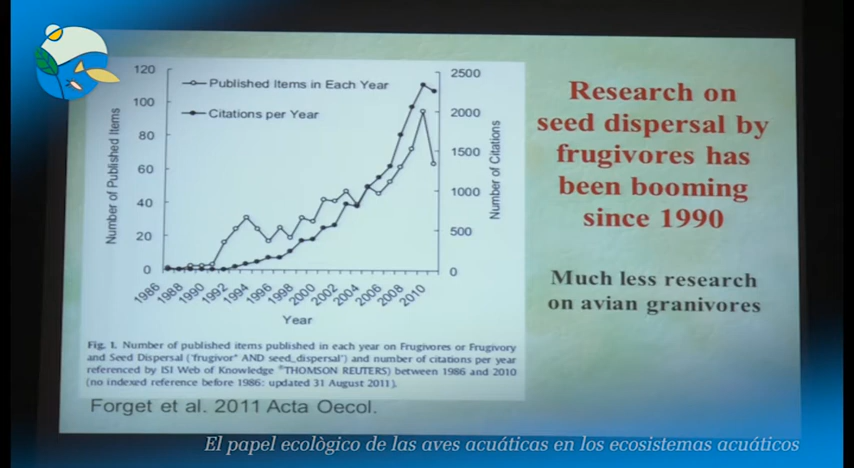 Research on
seed dispersal by
frugivores has
been booming
since 1990
Much less research
on avian granivores
120
100
80
60
40
20
0
Number of Published Items
Published Items in Each Year
Citations per Year
2500
2000
1500
1000
500
0
Number of Citations
1986
1988
1990
1992
1994
1996
1998
2000
2002
2004
2006
2008
2010
Year
Fig. 1. Number of published items published in each year on Frugivores or Frugivory
and Seed Dispersal ("frugivor* AND seed_dispersal") and number of citations per year
referenced by ISI Web of Knowledge ®THOMSON REUTERS) between 1986 and 2010
(no indexed reference before 1986: updated 31 August 2011).
Forget et al. 2011 Acta Oecol.
El papel ecològico de las aves acuáticas en los ecosistemas acuáticos